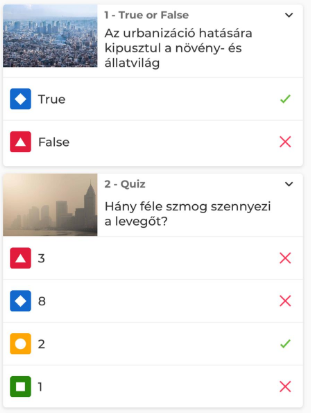 1 - True or False
Az urbanizáció hatására
kipusztul a növény- és
állatvilág
True
False
2 - Quiz
Hány féle szmog szennyezi
a levegőt?
3
8
2
1